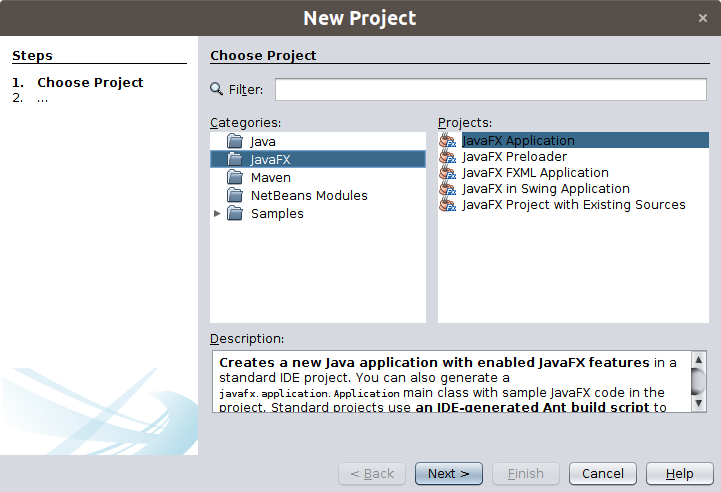 New Project
Steps
1. Choose Project
2. ...
Choose Project
Filter:
Categories:
Java
JavaFX
Maven
NetBeans Modules
Samples
Projects:
JavaFX Application
JavaFX Preloader
JavaFX FXML Application
JavaFX in Swing Application
JavaFX Project with Existing Sources
Description:
Creates a new Java application with enabled JavaFX features in a
standard IDE project. You can also generate a
javafx.application.Application main class with sample JavaFX code in the
project. Standard projects use an IDE-generated Ant build script to
< Back
Next >
Finish
Cancel
Help